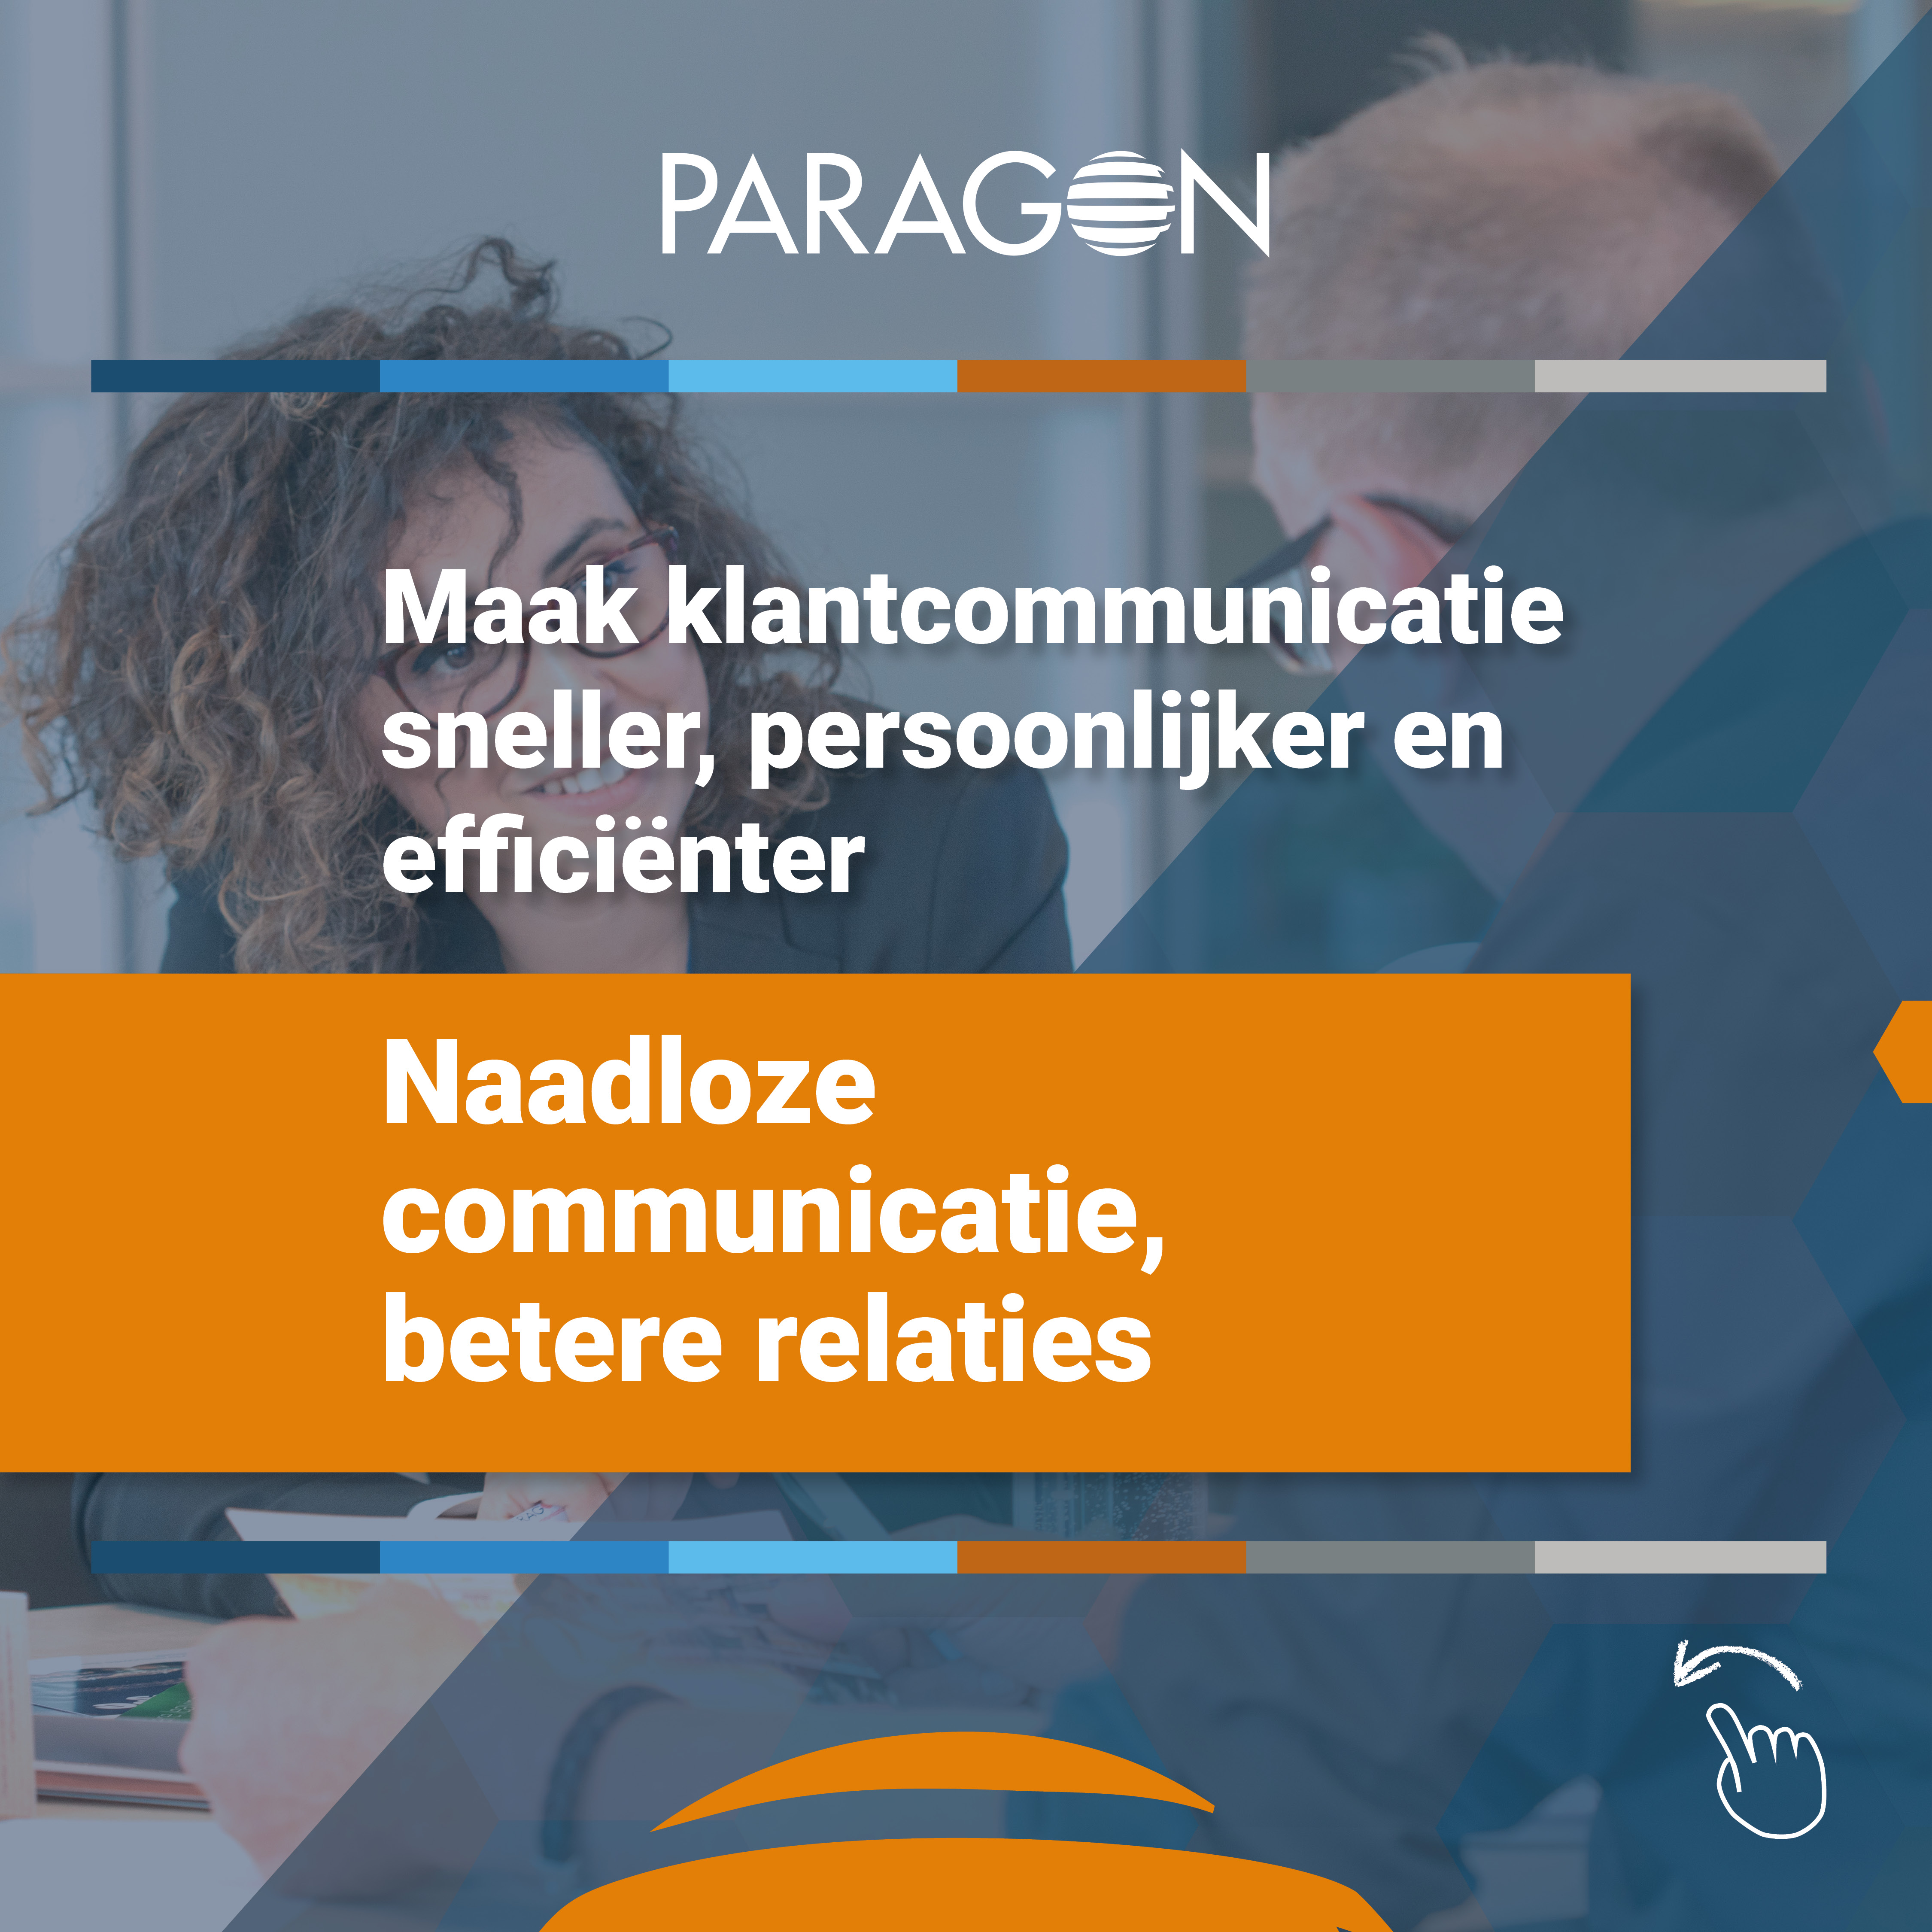 PARAGON
Maak klantcommunicatie
sneller, persoonlijker en
efficiënter
Naadloze
communicatie,
betere relaties